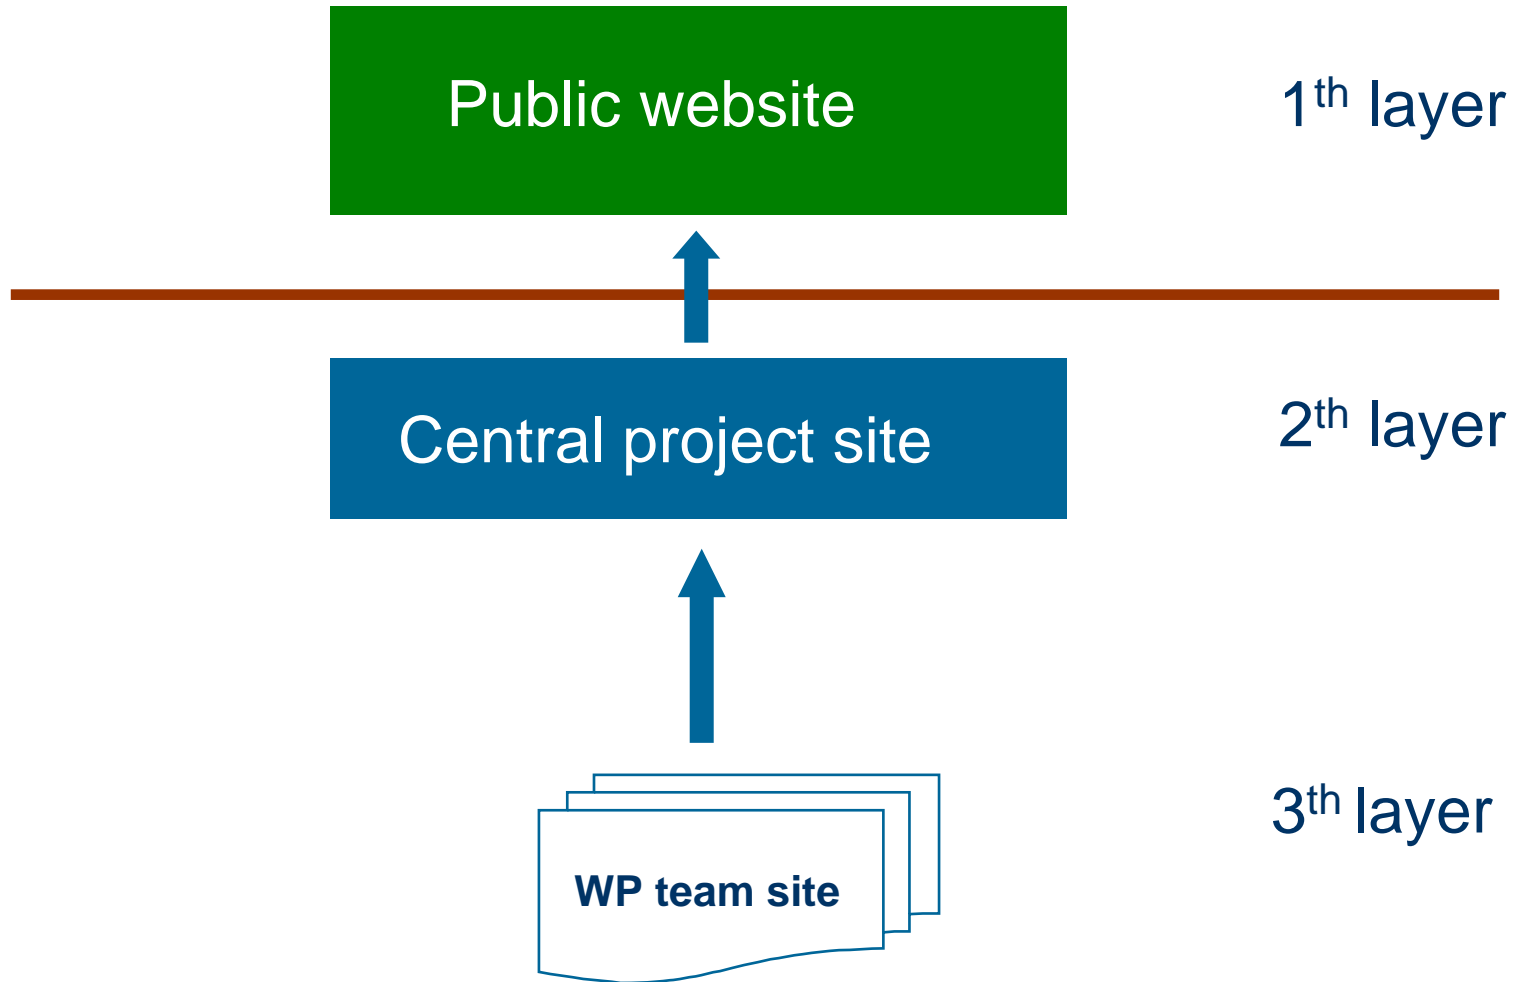 Public website
1th layer
Central project site
2th layer
3th layer
WP team site